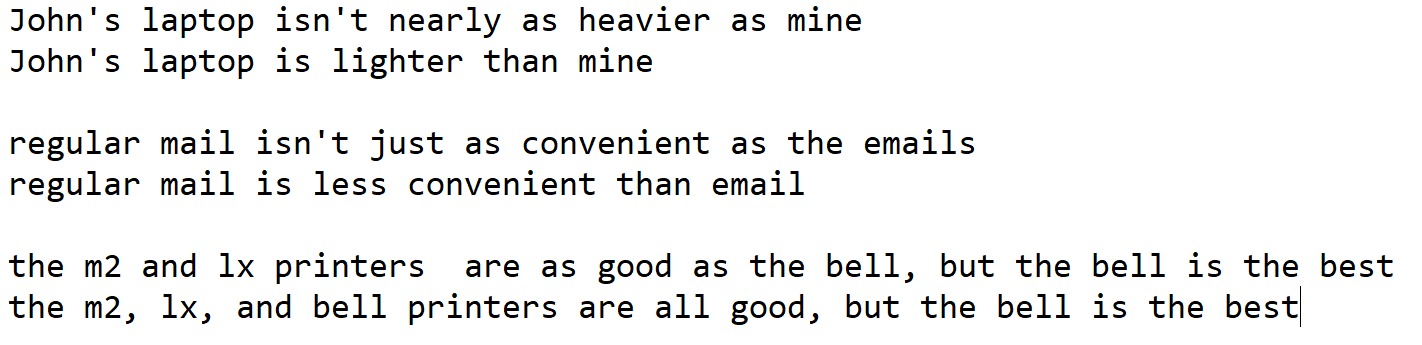 John's laptop isn't nearly as heavier as mine
John's laptop is lighter than mine
regular mail isn't just as convenient as the emails
regular mail is less convenient than email
the m2 and lx printers  are as good as the bell, but the bell is the best
the m2, lx, and bell printers are all good, but the bell is the best